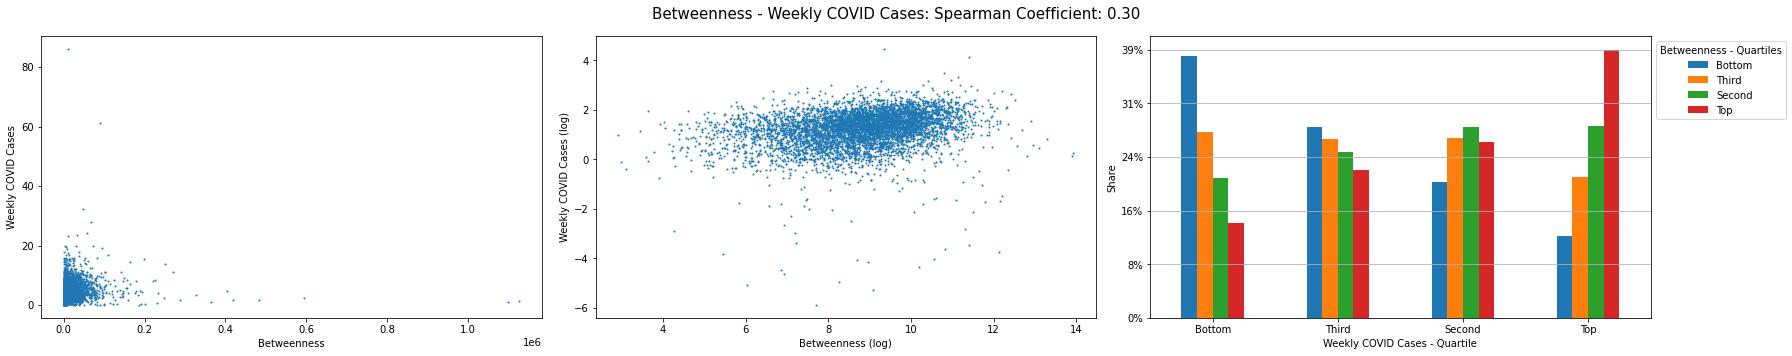 Betweenness - Weekly COVID Cases: Spearman Coefficient: 0.30
Weekly COVID Cases
80
60
40
20
0
0.0 0.2 0.4 0.6 0.8 1.0
1e6
Betweenness
Weekly COVID Cases (log)
4
2
0
−2
−4
−6
4 6 8 10 12 14
Betweenness (log)
Share
39%
31%
24%
16%
8%
0%
Bottom Third Second Top
Weekly COVID Cases - Quartile
Betweenness - Quartiles
Bottom
Third
Second
Top